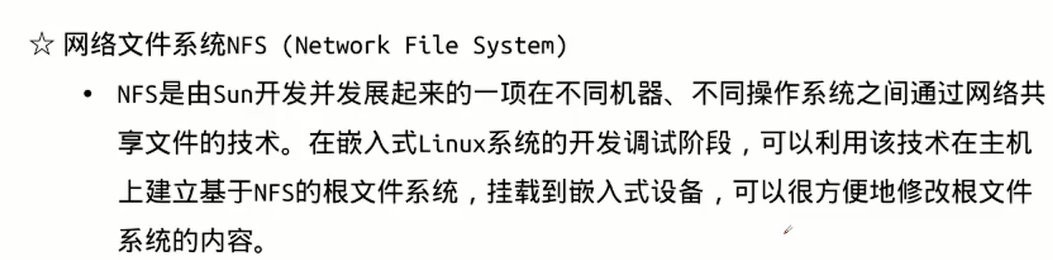 ☆ 网络文件系统NFS (Network File System)
• NFS是由Sun开发并发展起来的一项在不同机器、不同操作系统之间通过网络共
享文件的技术。在嵌入式Linux系统的开发调试阶段，可以利用该技术在主机
上建立基于NFS的根文件系统，挂载到嵌入式设备，可以很方便地修改根文件
系统的内容。